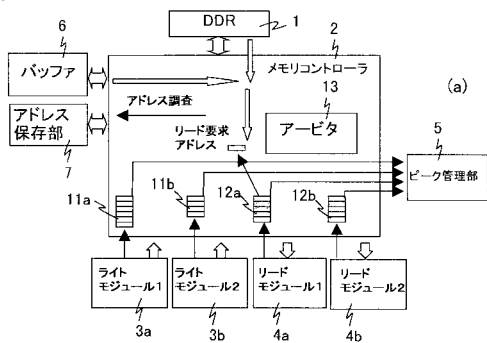 DDR
1
6
2
バッファ
メモリコントローラ
アドレス調査
13
(a)
アドレス
保存部
リード要求
アドレス
アービタ
5
7
ピーク管理部
11a
11b
12a
12b
ライト
モジュール1
ライト
モジュール2
リード
モジュール1
リード
モジュール2
3a
3b
4a
4b